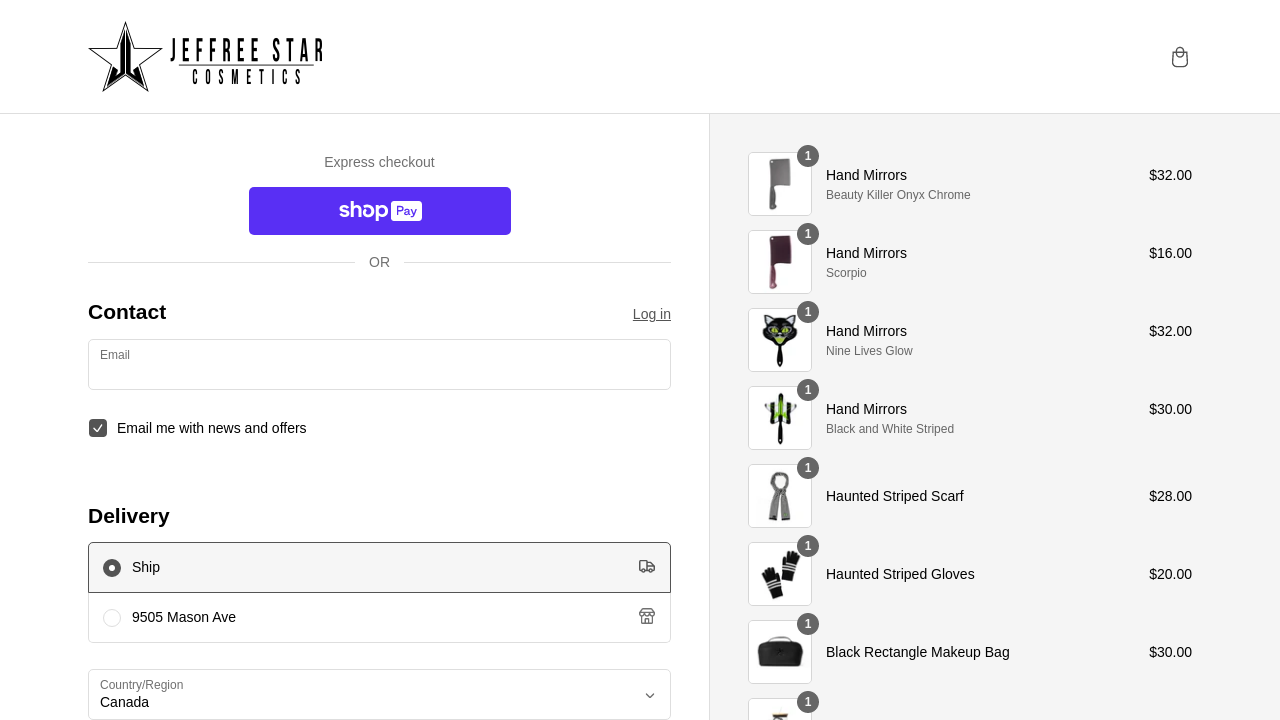 JEFFREE STAR
COSMETICS
Express checkout
shop Pay
OR
Contact
Log in
Email
Email me with news and offers
Delivery
Ship
9505 Mason Ave
Country/Region
Canada
1
Hand Mirrors
$32.00
Beauty Killer Onyx Chrome
1
Hand Mirrors
$16.00
Scorpio
1
Hand Mirrors
$32.00
Nine Lives Glow
1
Hand Mirrors
$30.00
Black and White Striped
1
Haunted Striped Scarf
$28.00
1
Haunted Striped Gloves
$20.00
1
Black Rectangle Makeup Bag
$30.00
1